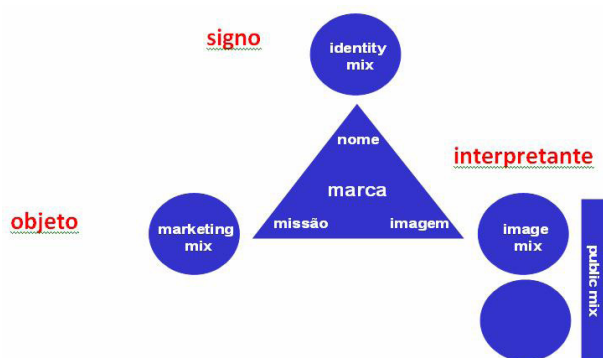 signo
identity
mix
nome
interpretante
marca
objeto
marketing
mix
missão
imagem
image
mix
public mix